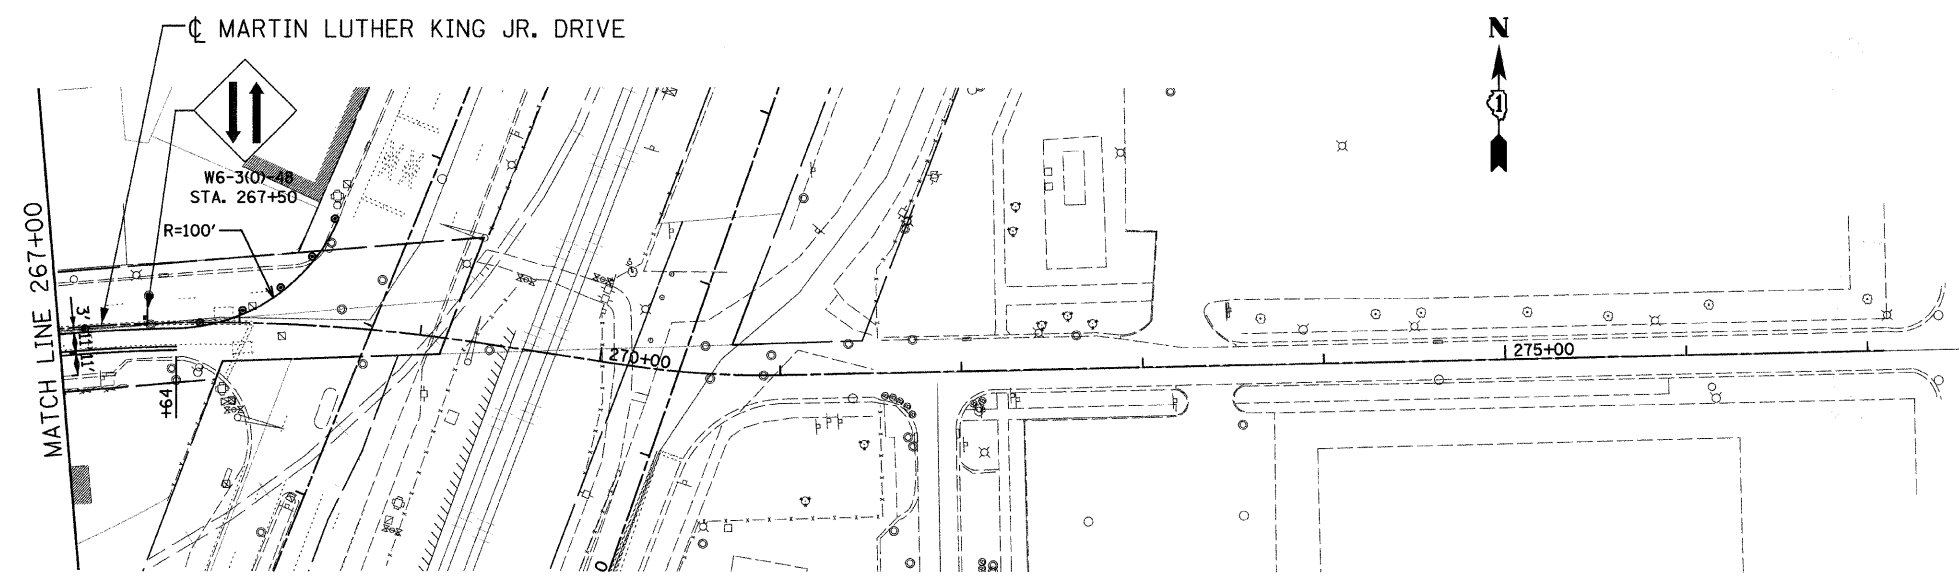 ℄ MARTIN LUTHER KING JR. DRIVE
N
1
W6-3(O)-48
STA. 267+50
R=100'
MATCH LINE 267+00
3'
11'
11'
+64
270+00
275+00
0